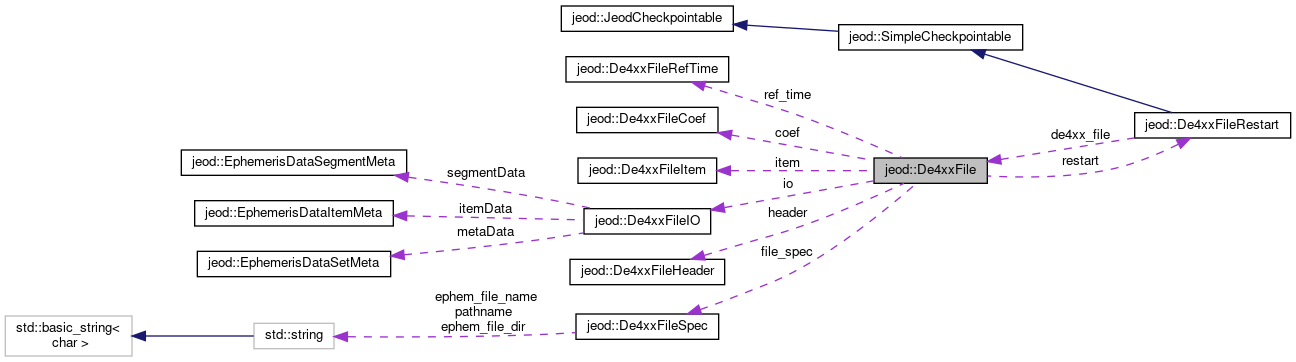 jeod::JeodCheckpointable
jeod::SimpleCheckpointable
jeod::De4xxFileRefTime
ref_time
jeod::De4xxFileCoef
coef
jeod::De4xxFileRestart
de4xx_file
restart
jeod::EphemerisDataSegmentMeta
segmentData
jeod::De4xxFileItem
item
jeod::De4xxFile
io
jeod::EphemerisDataItemMeta
itemData
jeod::De4xxFileIO
header
metaData
jeod::EphemerisDataSetMeta
jeod::De4xxFileHeader
file_spec
ephem_file_name
pathname
ephem_file_dir
std::basic_string<
char >
std::string
jeod::De4xxFileSpec